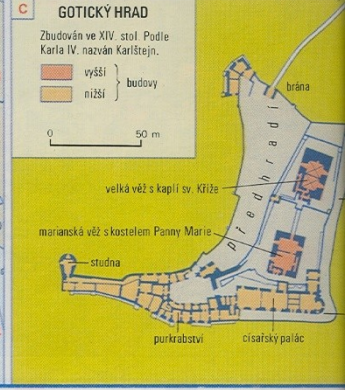 C
GOTICKÝ HRAD
Zbudován ve XIV. stol. Podle
Karla IV. nazván Karlštejn.
vyšší
nižší
budovy
0 50 m
brána
předhradí
velká věž s kaplí sv. Kříže
marianská věž s kostelem Panny Marie
studna
purkrabství
císařský palác